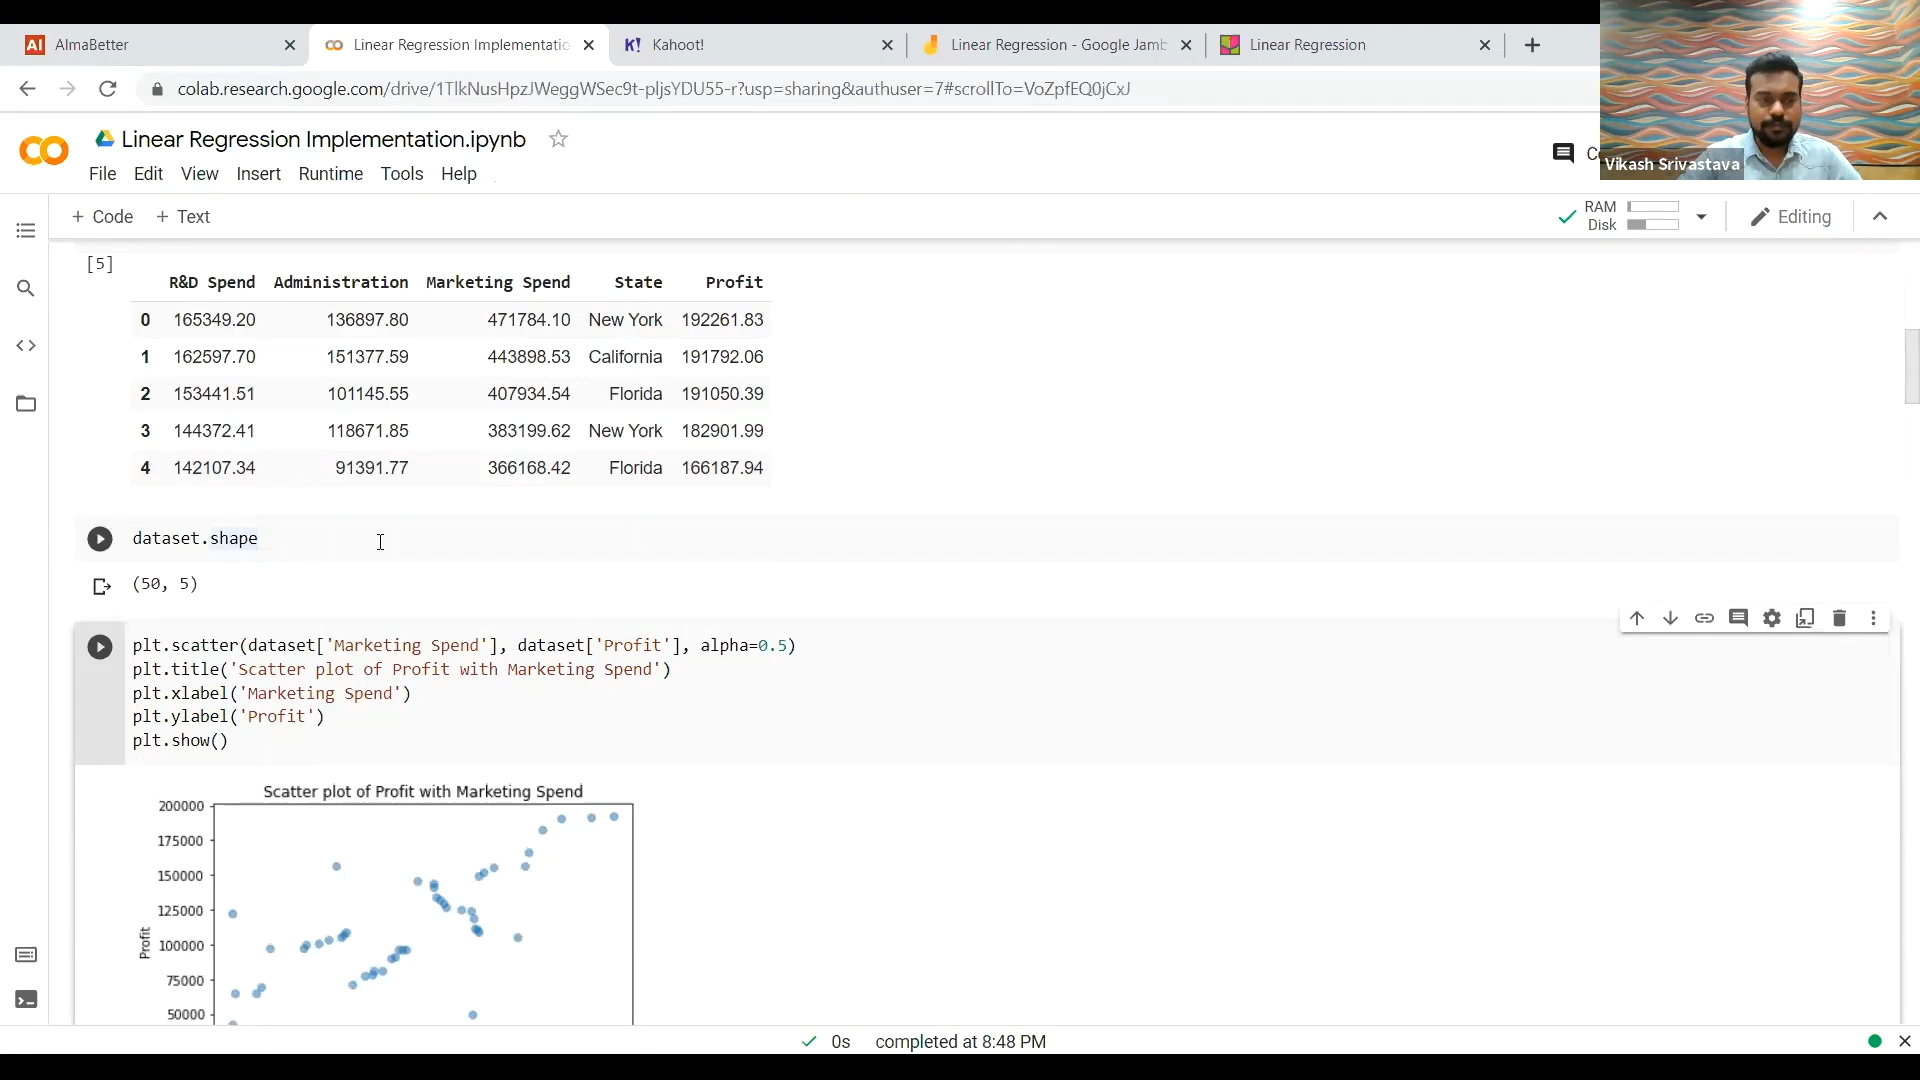 AlmaBetter
Linear Regression Implementatio
K! Kahoot!
Linear Regression - Google Jamb
Linear Regression
colab.research.google.com/drive/1TlkNusHpzJWeggWSec9t-pljsYDU55-r?usp=sharing&authuser=7#scrollTo=VoZpfEQ0jCxJ
Linear Regression Implementation.ipynb
Vikash Srivastava
File Edit View Insert Runtime Tools Help
+ Code + Text
RAM
Disk
Editing
[5]
R&D Spend Administration Marketing Spend State Profit
0 165349.20 136897.80 471784.10 New York 192261.83
1 162597.70 151377.59 443898.53 California 191792.06
2 153441.51 101145.55 407934.54 Florida 191050.39
3 144372.41 118671.85 383199.62 New York 182901.99
4 142107.34 91391.77 366168.42 Florida 166187.94
dataset.shape
(50, 5)
plt.scatter(dataset['Marketing Spend'], dataset['Profit'], alpha=0.5)
plt.title('Scatter plot of Profit with Marketing Spend')
plt.xlabel('Marketing Spend')
plt.ylabel('Profit')
plt.show()
Scatter plot of Profit with Marketing Spend
200000
175000
150000
125000
100000
75000
50000
Profit
0s completed at 8:48 PM